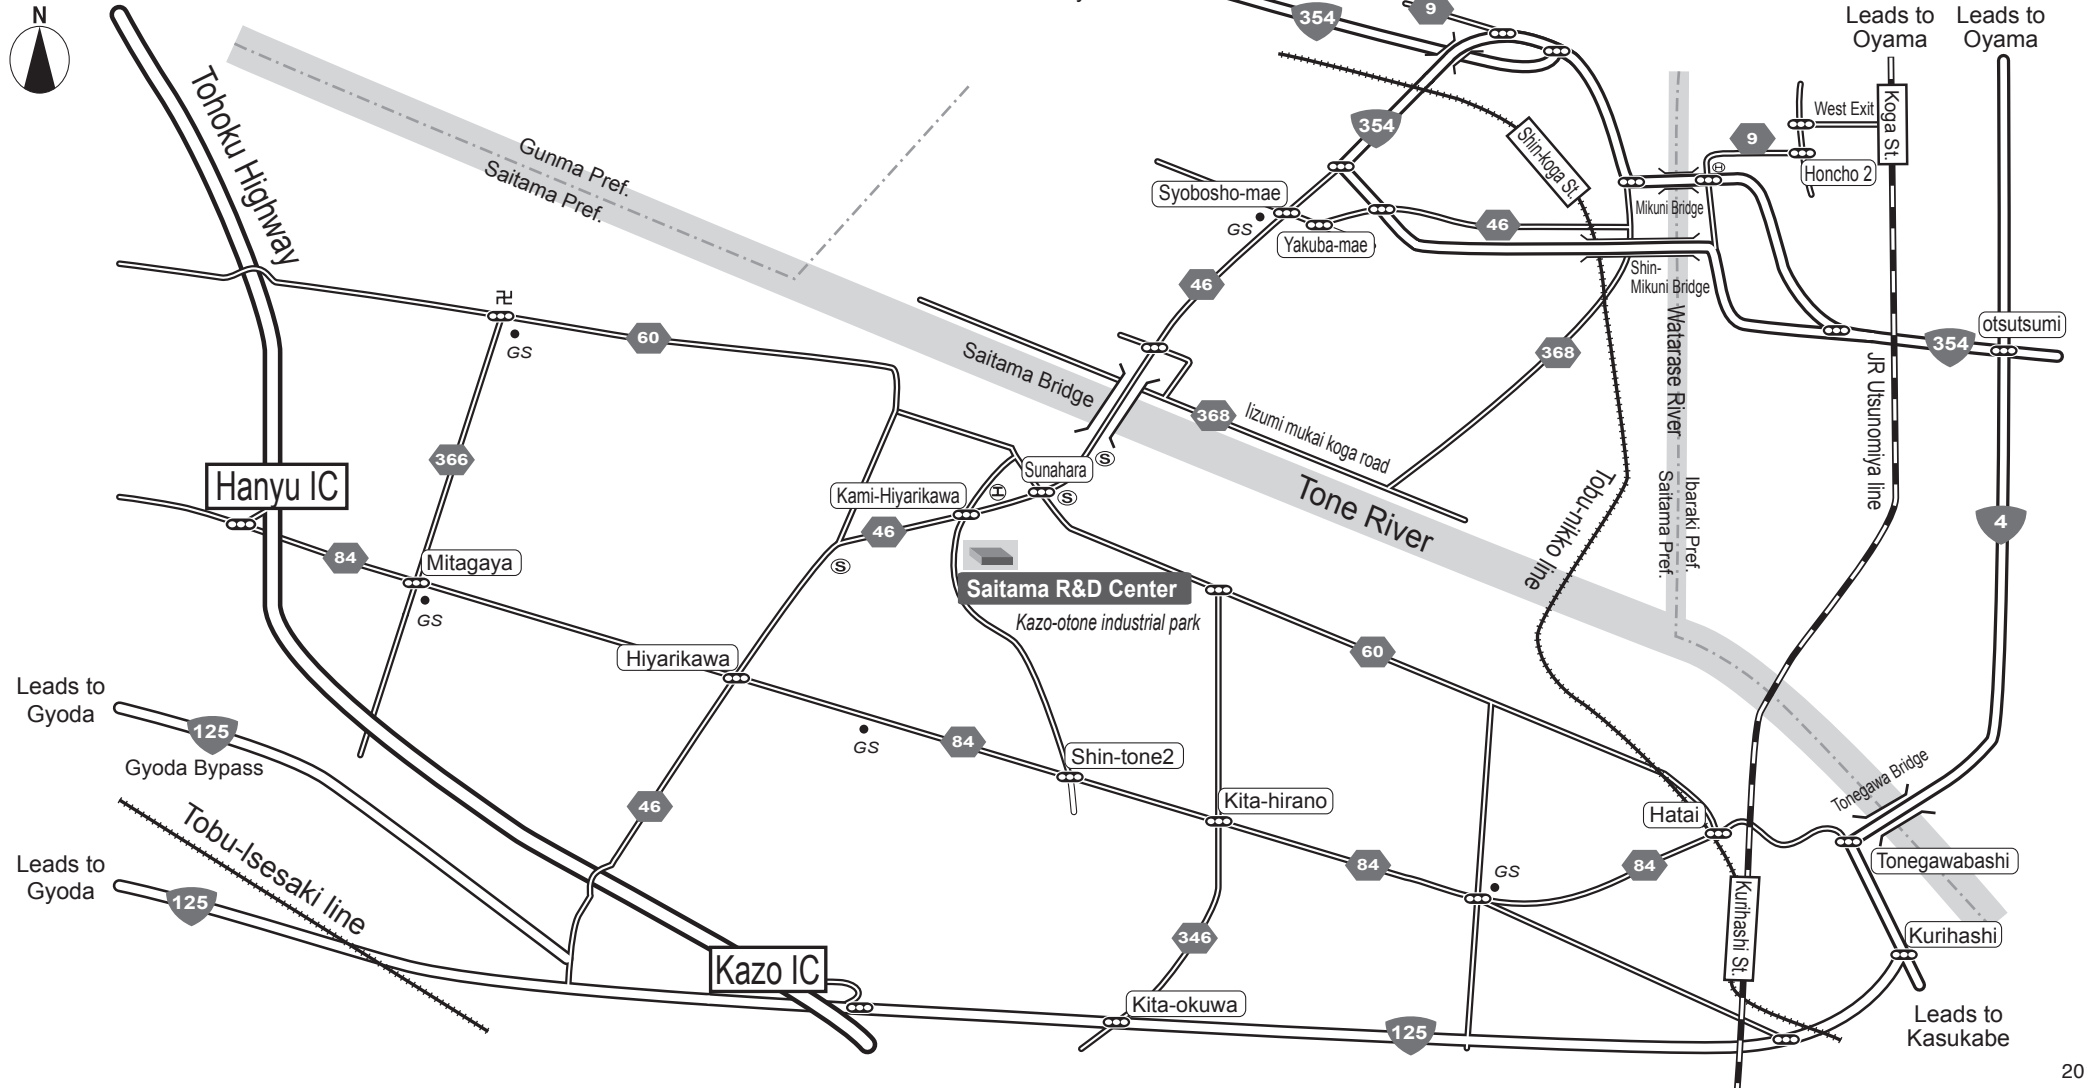 N
354
9
Leads to
Oyama
Leads to
Oyama
Tohoku Highway
Gunma Pref.
Saitama Pref.
354
Shin-koga St.
West Exit
Koga St.
9
Honcho 2
H
Syobosho-mae
GS
Yakuba-mae
46
Mikuni Bridge
Shin-
Mikuni Bridge
46
卍
GS
60
Saitama Bridge
368
Watarase River
354
otsutsumi
JR Utsunomiya line
368
Iizumi mukai koga road
366
Hanyu IC
Sunahara
S
Kami-Hiyarikawa
H
S
46
S
Tone River
Tobu-nikko line
Ibaraki Pref.
Saitama Pref.
4
84
Mitagaya
GS
Saitama R&D Center
Kazo-otone industrial park
Hiyarikawa
60
Leads to
Gyoda
125
Gyoda Bypass
GS
84
Shin-tone2
Tonegawa Bridge
46
Kita-hirano
Hatai
Tobu-Isesaki line
Leads to
Gyoda
125
84
GS
84
Tonegawabashi
Kurihashi St.
Kurihashi
346
Kazo IC
Kita-okuwa
125
Leads to
Kasukabe
20